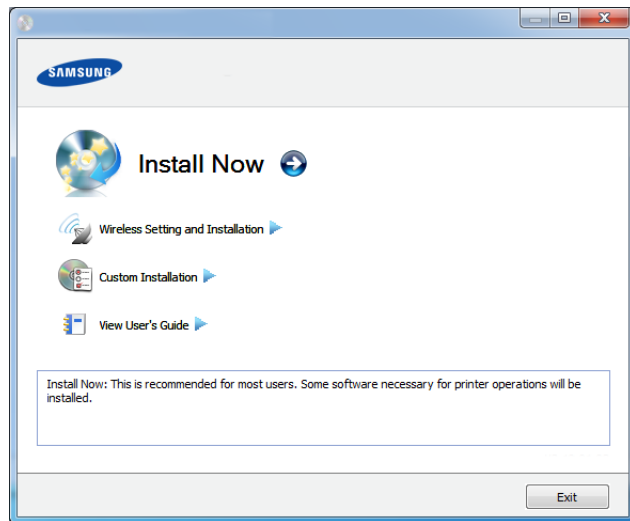 SAMSUNG
Install Now
Wireless Setting and Installation
Custom Installation
View User's Guide
Install Now: This is recommended for most users. Some software necessary for printer operations will be
installed.
Exit